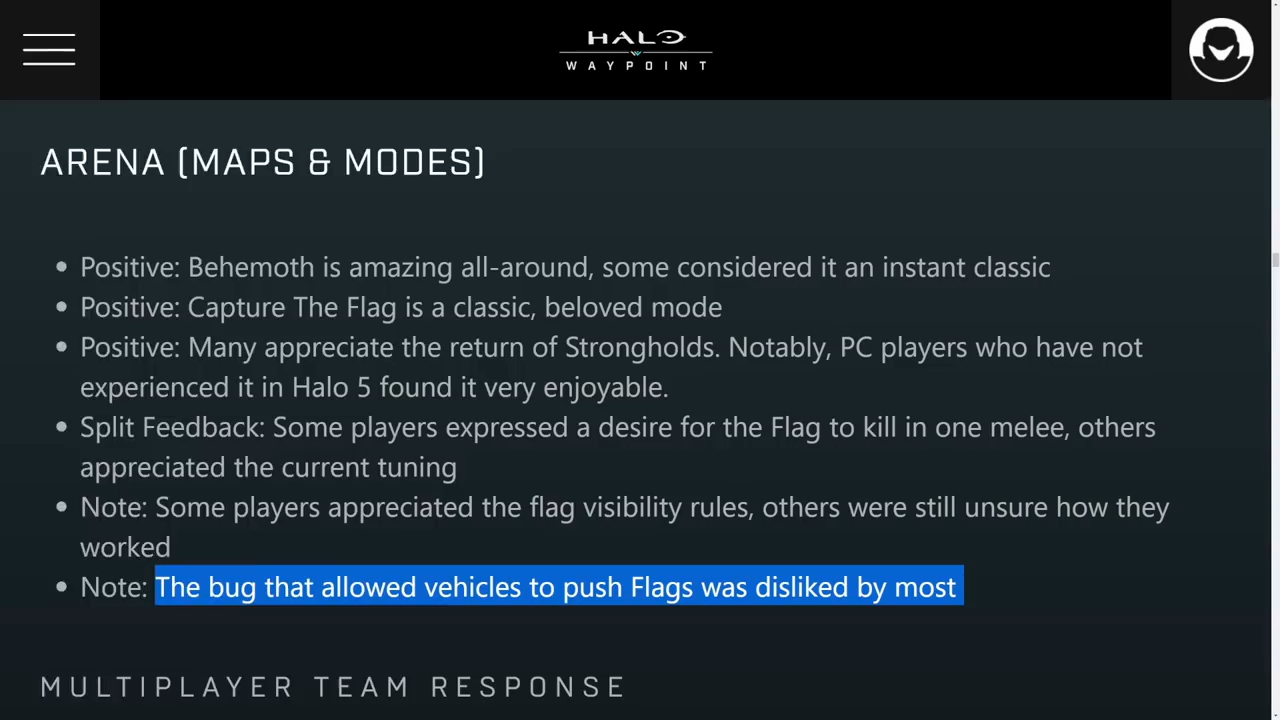 HALO
WAYPOINT
ARENA (MAPS & MODES)
• Positive: Behemoth is amazing all-around, some considered it an instant classic
• Positive: Capture The Flag is a classic, beloved mode
• Positive: Many appreciate the return of Strongholds. Notably, PC players who have not
experienced it in Halo 5 found it very enjoyable.
• Split Feedback: Some players expressed a desire for the Flag to kill in one melee, others
appreciated the current tuning
• Note: Some players appreciated the flag visibility rules, others were still unsure how they
worked
• Note: The bug that allowed vehicles to push Flags was disliked by most
MULTIPLAYER TEAM RESPONSE